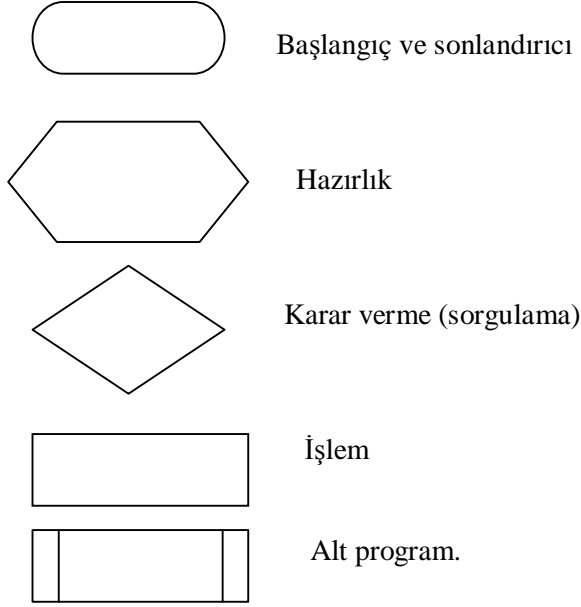 Başlangıç ve sonlandırıcı
Hazırlık
Karar verme (sorgulama)
İşlem
Alt program.